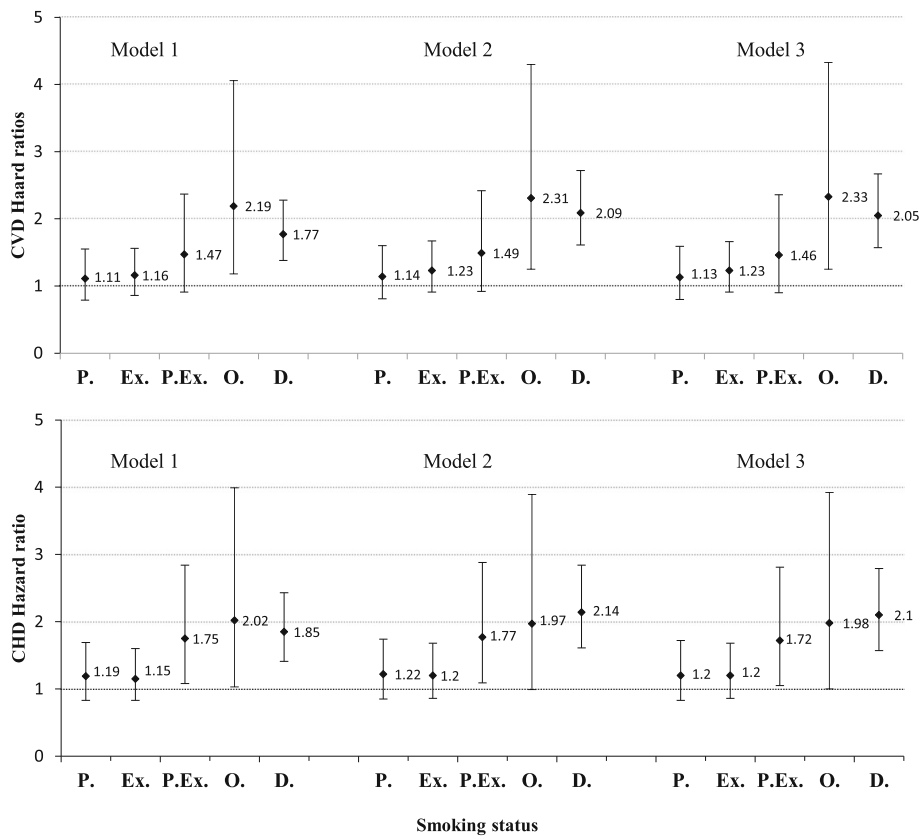 5
Model 1 Model 2 Model 3
4
3
CVD Haard ratios
2
1
0
1.11 1.16 1.47 2.19 1.77 1.14 1.23 1.49 2.31 2.09 1.13 1.23 1.46 2.33 2.05
P. Ex. P.Ex. O. D. P. Ex. P.Ex. O. D. P. Ex. P.Ex. O. D.
5
Model 1 Model 2 Model 3
4
3
CHD Hazard ratio
2
1
0
1.19 1.15 1.75 2.02 1.85 1.22 1.2 1.77 1.97 2.14 1.2 1.2 1.72 1.98 2.1
P. Ex. P.Ex. O. D. P. Ex. P.Ex. O. D. P. Ex. P.Ex. O. D.
Smoking status